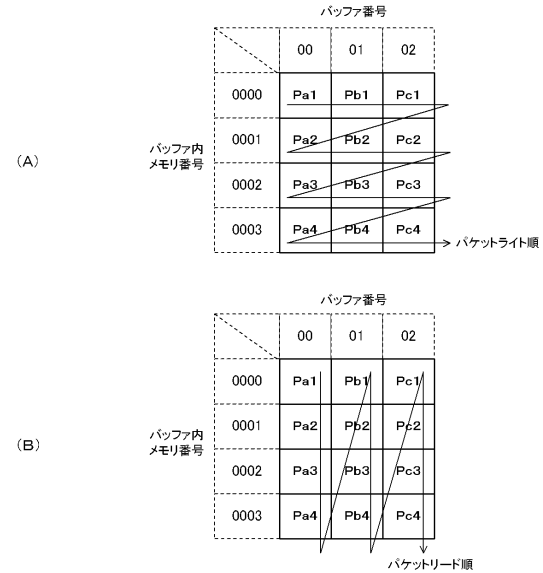 バッファ番号
00 01 02
0000 Pa1 Pb1 Pc1
0001 Pa2 Pb2 Pc2
バッファ内
メモリ番号
(A)
0002 Pa3 Pb3 Pc3
0003 Pa4 Pb4 Pc4
パケットライト順
バッファ番号
00 01 02
0000 Pa1 Pb1 Pc1
0001 Pa2 Pb2 Pc2
バッファ内
メモリ番号
(B)
0002 Pa3 Pb3 Pc3
0003 Pa4 Pb4 Pc4
パケットリード順